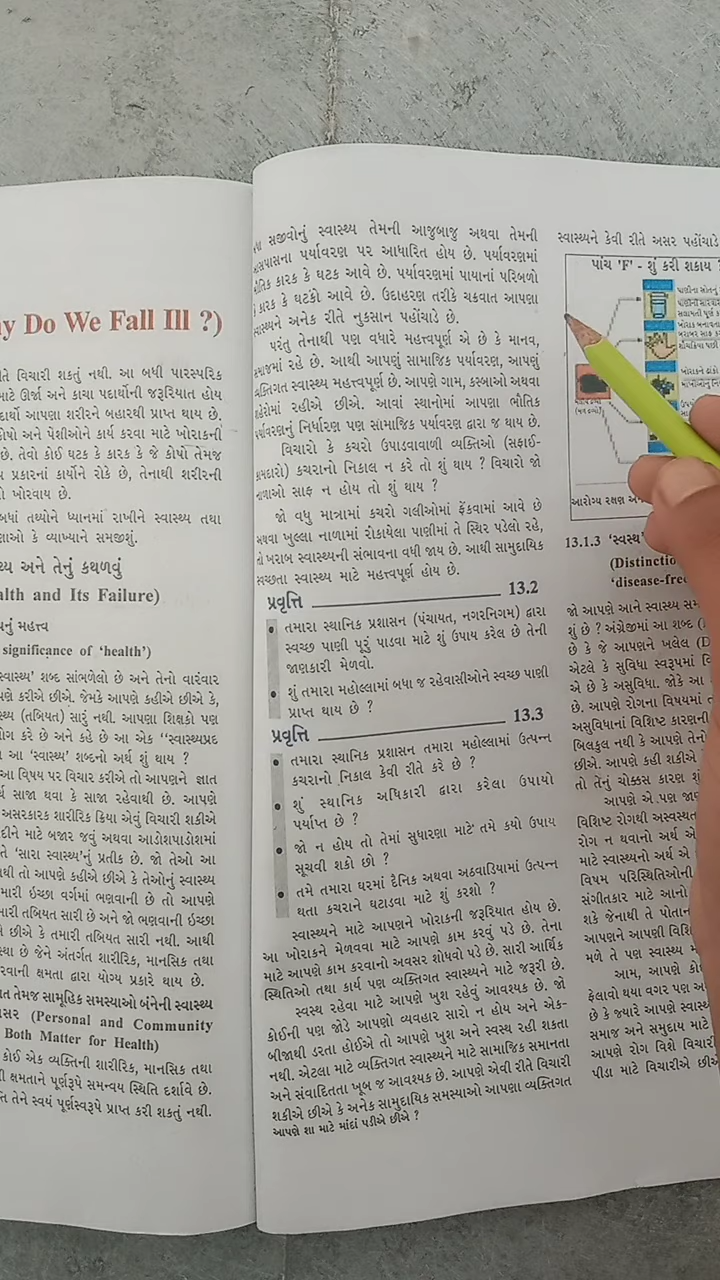 y Do We Fall Ill ?)
તે વિચારી શકતું નથી. આ બધી પારસ્પરિક
માટે ઊર્જા અને કાચા પદાર્થોની જરૂરિયાત હોય
દાર્થો આપણા શરીરને બહારથી પ્રાપ્ત થાય છે.
કોષો અને પેશીઓને કાર્ય કરવા માટે ખોરાકની
છે. તેવો કોઈ ઘટક કે કારક કે જે કોષો તેમજ
પ્રકારનાં કાર્યોને રોકે છે, તેનાથી શરીરની
ખોરવાય છે.
બધાં તથ્યોને ધ્યાનમાં રાખીને સ્વાસ્થ્ય તથા
કે વ્યાખ્યાને સમજીશું.
અને તેનું કથળવું
alth and Its Failure)
નું મહત્ત્વ
significance of 'health')
સ્વાસ્થ્ય' શબ્દ સાંભળેલો છે અને તેનો વારંવાર
કરીએ છીએ. જેમકે આપણે કહીએ છીએ કે,
(તબિયત) સારું નથી. આપણા શિક્ષકો પણ
કરે છે અને કહે છે આ એક “સ્વાસ્થ્યપ્રદ
આ 'સ્વાસ્થ્ય' શબ્દનો અર્થ શું થાય ?
આ વિષય પર વિચાર કરીએ તો આપણને જ્ઞાત
સાજા થવા કે સાજા રહેવાથી છે. આપણે
અસરકારક શારીરિક ક્રિયા એવું વિચારી શકીએ
દીને માટે બજાર જવું અથવા આડોશપાડોશમાં
તે 'સારા સ્વાસ્થ્ય'નું પ્રતીક છે. જો તેઓ આ
થી તો આપણે કહીએ છીએ કે તેઓનું સ્વાસ્થ્ય
મારી ઇચ્છા વર્ગમાં ભણવાની છે તો આપણે
મારી તબિયત સારી છે અને જો ભણવાની ઇચ્છા
છીએ કે તમારી તબિયત સારી નથી. આથી
સ્થા છે જેને અંતર્ગત શારીરિક, માનસિક તથા
કરવાની ક્ષમતા દ્વારા યોગ્ય પ્રકારે થાય છે.
તેમજ સામૂહિક સમસ્યાઓ બંનેની સ્વાસ્થ્ય
સર (Personal and Community
Both Matter for Health)
કોઈ એક વ્યક્તિની શારીરિક, માનસિક તથા
ક્ષમતાને પૂર્ણરૂપે સમન્વય સ્થિતિ દર્શાવે છે.
તેને સ્વયં પૂર્ણસ્વરૂપે પ્રાપ્ત કરી શકતું નથી.
સજીવોનું સ્વાસ્થ્ય તેમની આજુબાજુ અથવા તેમની
આસપાસના પર્યાવરણ પર આધારિત હોય છે. પર્યાવરણમાં
ભૌતિક કારક કે ઘટક આવે છે. પર્યાવરણમાં પાયાનાં પરિબળો
કારક કે ઘટકો આવે છે. ઉદાહરણ તરીકે ચક્રવાત આપણા
સ્વાસ્થ્યને અનેક રીતે નુકસાન પહોંચાડે છે.
પરંતુ તેનાથી પણ વધારે મહત્ત્વપૂર્ણ એ છે કે માનવ,
સમાજમાં રહે છે. આથી આપણું સામાજિક પર્યાવરણ, આપણું
વ્યક્તિગત સ્વાસ્થ્ય મહત્ત્વપૂર્ણ છે. આપણે ગામ, કસ્બાઓ અથવા
શહેરોમાં રહીએ છીએ. આવાં સ્થાનોમાં આપણા ભૌતિક
પર્યાવરણનું નિર્ધારણ પણ સામાજિક પર્યાવરણ દ્વારા જ થાય છે.
વિચારો કે કચરો ઉપાડવાવાળી વ્યક્તિઓ (સફાઈ-
કામદારો) કચરાનો નિકાલ ન કરે તો શું થાય ? વિચારો જો
નાળાઓ સાફ ન હોય તો શું થાય ?
જો વધુ માત્રામાં કચરો ગલીઓમાં ફેંકવામાં આવે છે
અથવા ખુલ્લા નાળામાં રોકાયેલા પાણીમાં તે સ્થિર પડેલો રહે,
તો ખરાબ સ્વાસ્થ્યની સંભાવના વધી જાય છે. આથી સામુદાયિક
સ્વચ્છતા સ્વાસ્થ્ય માટે મહત્ત્વપૂર્ણ હોય છે.
પ્રવૃત્તિ 13.2
• તમારા સ્થાનિક પ્રશાસન (પંચાયત, નગરનિગમ) દ્વારા
સ્વચ્છ પાણી પૂરું પાડવા માટે શું ઉપાય કરેલ છે તેની
જાણકારી મેળવો.
• શું તમારા મહોલ્લામાં બધા જ રહેવાસીઓને સ્વચ્છ પાણી
પ્રાપ્ત થાય છે ?
પ્રવૃત્તિ 13.3
• તમારા સ્થાનિક પ્રશાસન તમારા મહોલ્લામાં ઉત્પન્ન
કચરાનો નિકાલ કેવી રીતે કરે છે ?
• શું સ્થાનિક અધિકારી દ્વારા કરેલા ઉપાયો
પર્યાપ્ત છે ?
• જો ન હોય તો તેમાં સુધારણા માટે તમે કયો ઉપાય
સૂચવી શકો છો ?
• તમે તમારા ઘરમાં દૈનિક અથવા અઠવાડિયામાં ઉત્પન્ન
થતા કચરાને ઘટાડવા માટે શું કરશો ?
સ્વાસ્થ્યને માટે આપણને ખોરાકની જરૂરિયાત હોય છે.
આ ખોરાકને મેળવવા માટે આપણે કામ કરવું પડે છે. તેના
માટે આપણે કામ કરવાનો અવસર શોધવો પડે છે. સારી આર્થિક
સ્થિતિઓ તથા કાર્ય પણ વ્યક્તિગત સ્વાસ્થ્યને માટે જરૂરી છે.
સ્વસ્થ રહેવા માટે આપણે ખુશ રહેવું આવશ્યક છે. જો
કોઈની પણ જોડે આપણો વ્યવહાર સારો ન હોય અને એક-
બીજાથી ડરતા હોઈએ તો આપણે ખુશ અને સ્વસ્થ રહી શકતા
નથી. એટલા માટે વ્યક્તિગત સ્વાસ્થ્યને માટે સામાજિક સમાનતા
અને સંવાદિતતા ખૂબ જ આવશ્યક છે. આપણે એવી રીતે વિચારી
શકીએ છીએ કે અનેક સામુદાયિક સમસ્યાઓ આપણા વ્યક્તિગત
આપણે શા માટે માંદાં પડીએ છીએ ?
સ્વાસ્થ્યને કેવી રીતે અસર પહોંચાડે
પાંચ 'F' - શું કરી શકાય ?
આરોગ્ય રક્ષણ
13.1.3 'સ્વસ્થ'
(Distinctio
'disease-free
જો આપણે આને સ્વાસ્થ્ય સમ
શું છે ? અંગ્રેજીમાં આ શબ્દ
છે કે જે આપણને ખલેલ (D
એટલે કે સુવિધા સ્વરૂપમાં વિ
એ છે કે અસુવિધા. જોકે આ
છે. આપણે રોગના વિષયમાં
અસુવિધાનાં વિશિષ્ટ કારણની
બિલકુલ નથી કે આપણે તેનો
છીએ. આપણે કહી શકીએ
તો તેનું ચોક્કસ કારણ શું
આપણે એ પણ જાણ
વિશિષ્ટ રોગથી અસ્વસ્થત
રોગ ન થવાનો અર્થ એ
માટે સ્વાસ્થ્યનો અર્થ એ
વિષમ પરિસ્થિતિઓની
સંગીતકાર માટે આનો
શકે જેનાથી તે પોતાન
આપણને આપણી વિશિ
મળે તે પણ સ્વાસ્થ્ય
આમ, આપણે કોઈ
ફેલાવો થયા વગર પણ અ
છે કે જ્યારે આપણે સ્વાસ્થ
સમાજ અને સમુદાય માટે
આપણે રોગ વિશે વિચારી
પીડા માટે વિચારીએ છીએ